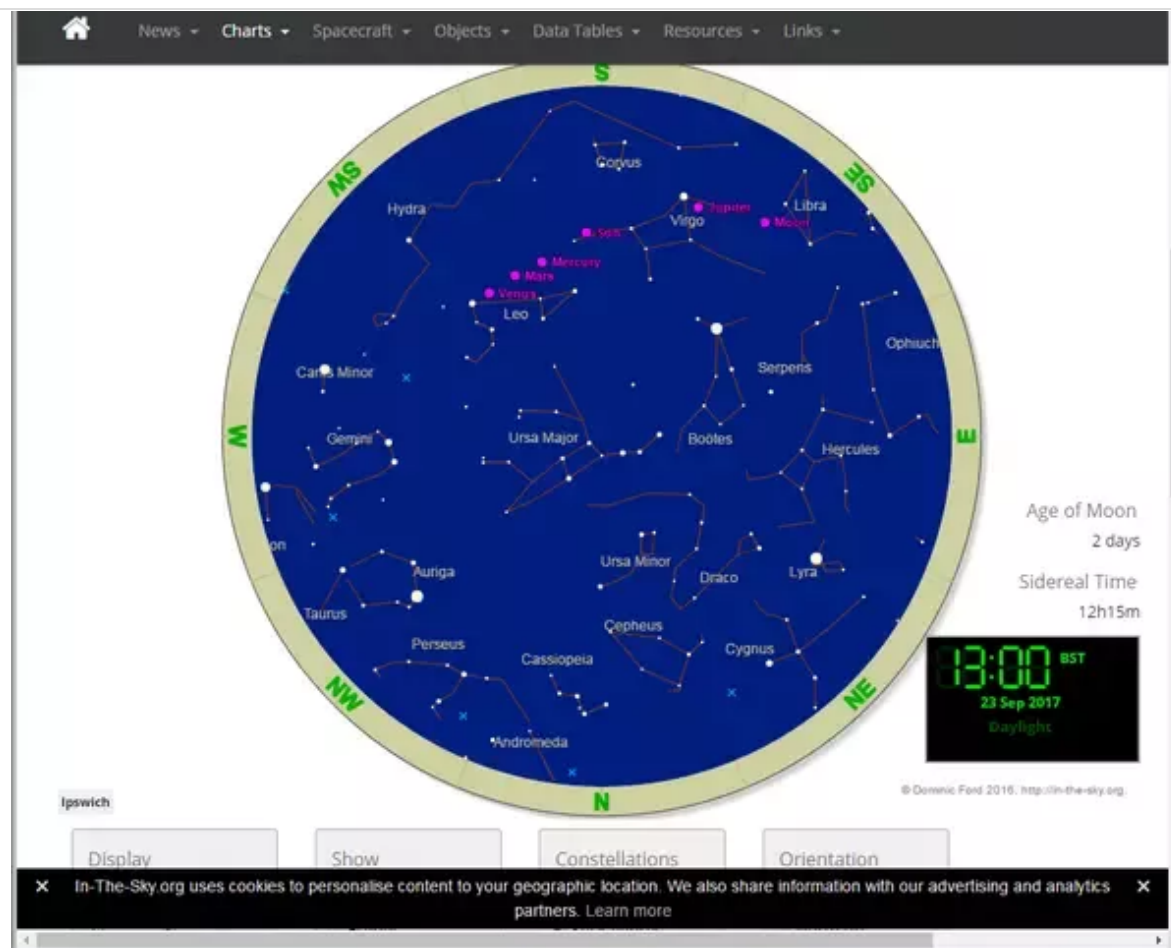 News Charts Spacecraft Objects Data Tables Resources Links
S
Corvus
SW
SE
Hydra
Libra
Jupiter
Virgo
Moon
Sun
Mercury
Mars
Venus
Leo
Ophiuch
Canis Minor
Serpens
W
Gemini
Ursa Major
Boötes
E
Hercules
Age of Moon
2 days
on
Ursa Minor
Auriga
Draco
Lyra
Sidereal Time
12h15m
Taurus
Cepheus
Perseus
Cassiopeia
Cygnus
13:00 BST
23 Sep 2017
Daylight
NW
NE
Andromeda
© Dominic Ford 2016. http://in-the-sky.org.
N
Ipswich
Display Show Constellations Orientation
× In-The-Sky.org uses cookies to personalise content to your geographic location. We also share information with our advertising and analytics ×
partners. Learn more